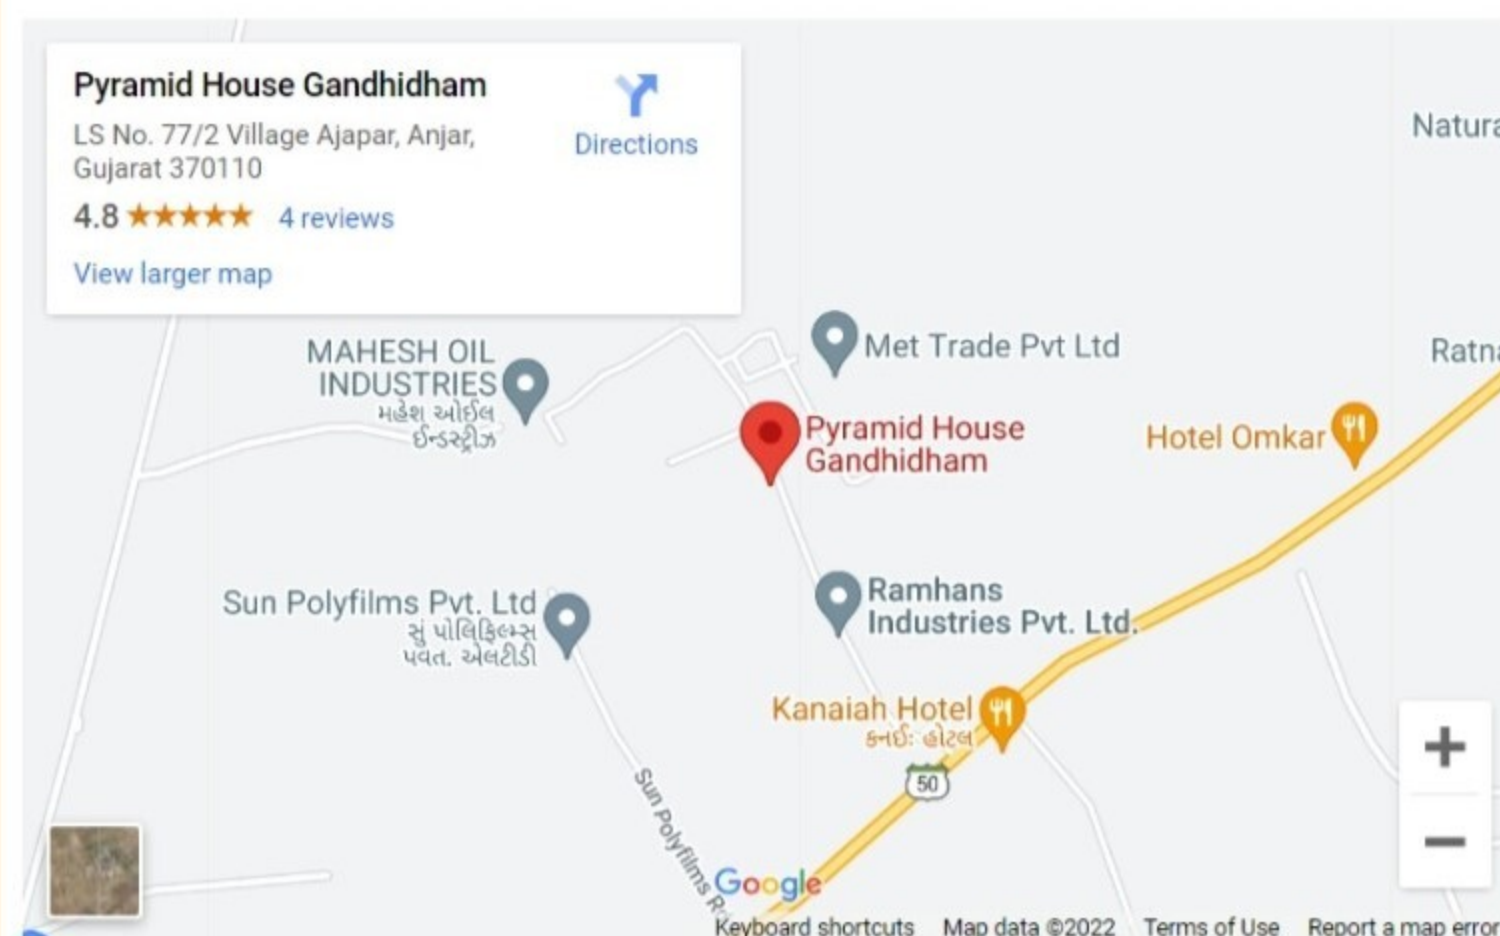 Pyramid House Gandhidham
LS No. 77/2 Village Ajapar, Anjar,
Gujarat 370110
4.8 ★★★★★ 4 reviews
View larger map
Directions
Natura
MAHESH OIL
INDUSTRIES
મહેશ ઓઈલ
ઈન્ડસ્ટ્રીઝ
Met Trade Pvt Ltd
Ratna
Pyramid House
Gandhidham
Hotel Omkar
Sun Polyfilms Pvt. Ltd
સું પોલિફિલ્મ્સ
પવત. એલટીડી
Ramhans
Industries Pvt. Ltd.
Kanaiah Hotel
કનઈઃ હોટલ
50
Sun Polyfilms Rd
Google
Keyboard shortcuts Map data ©2022 Terms of Use Report a map error